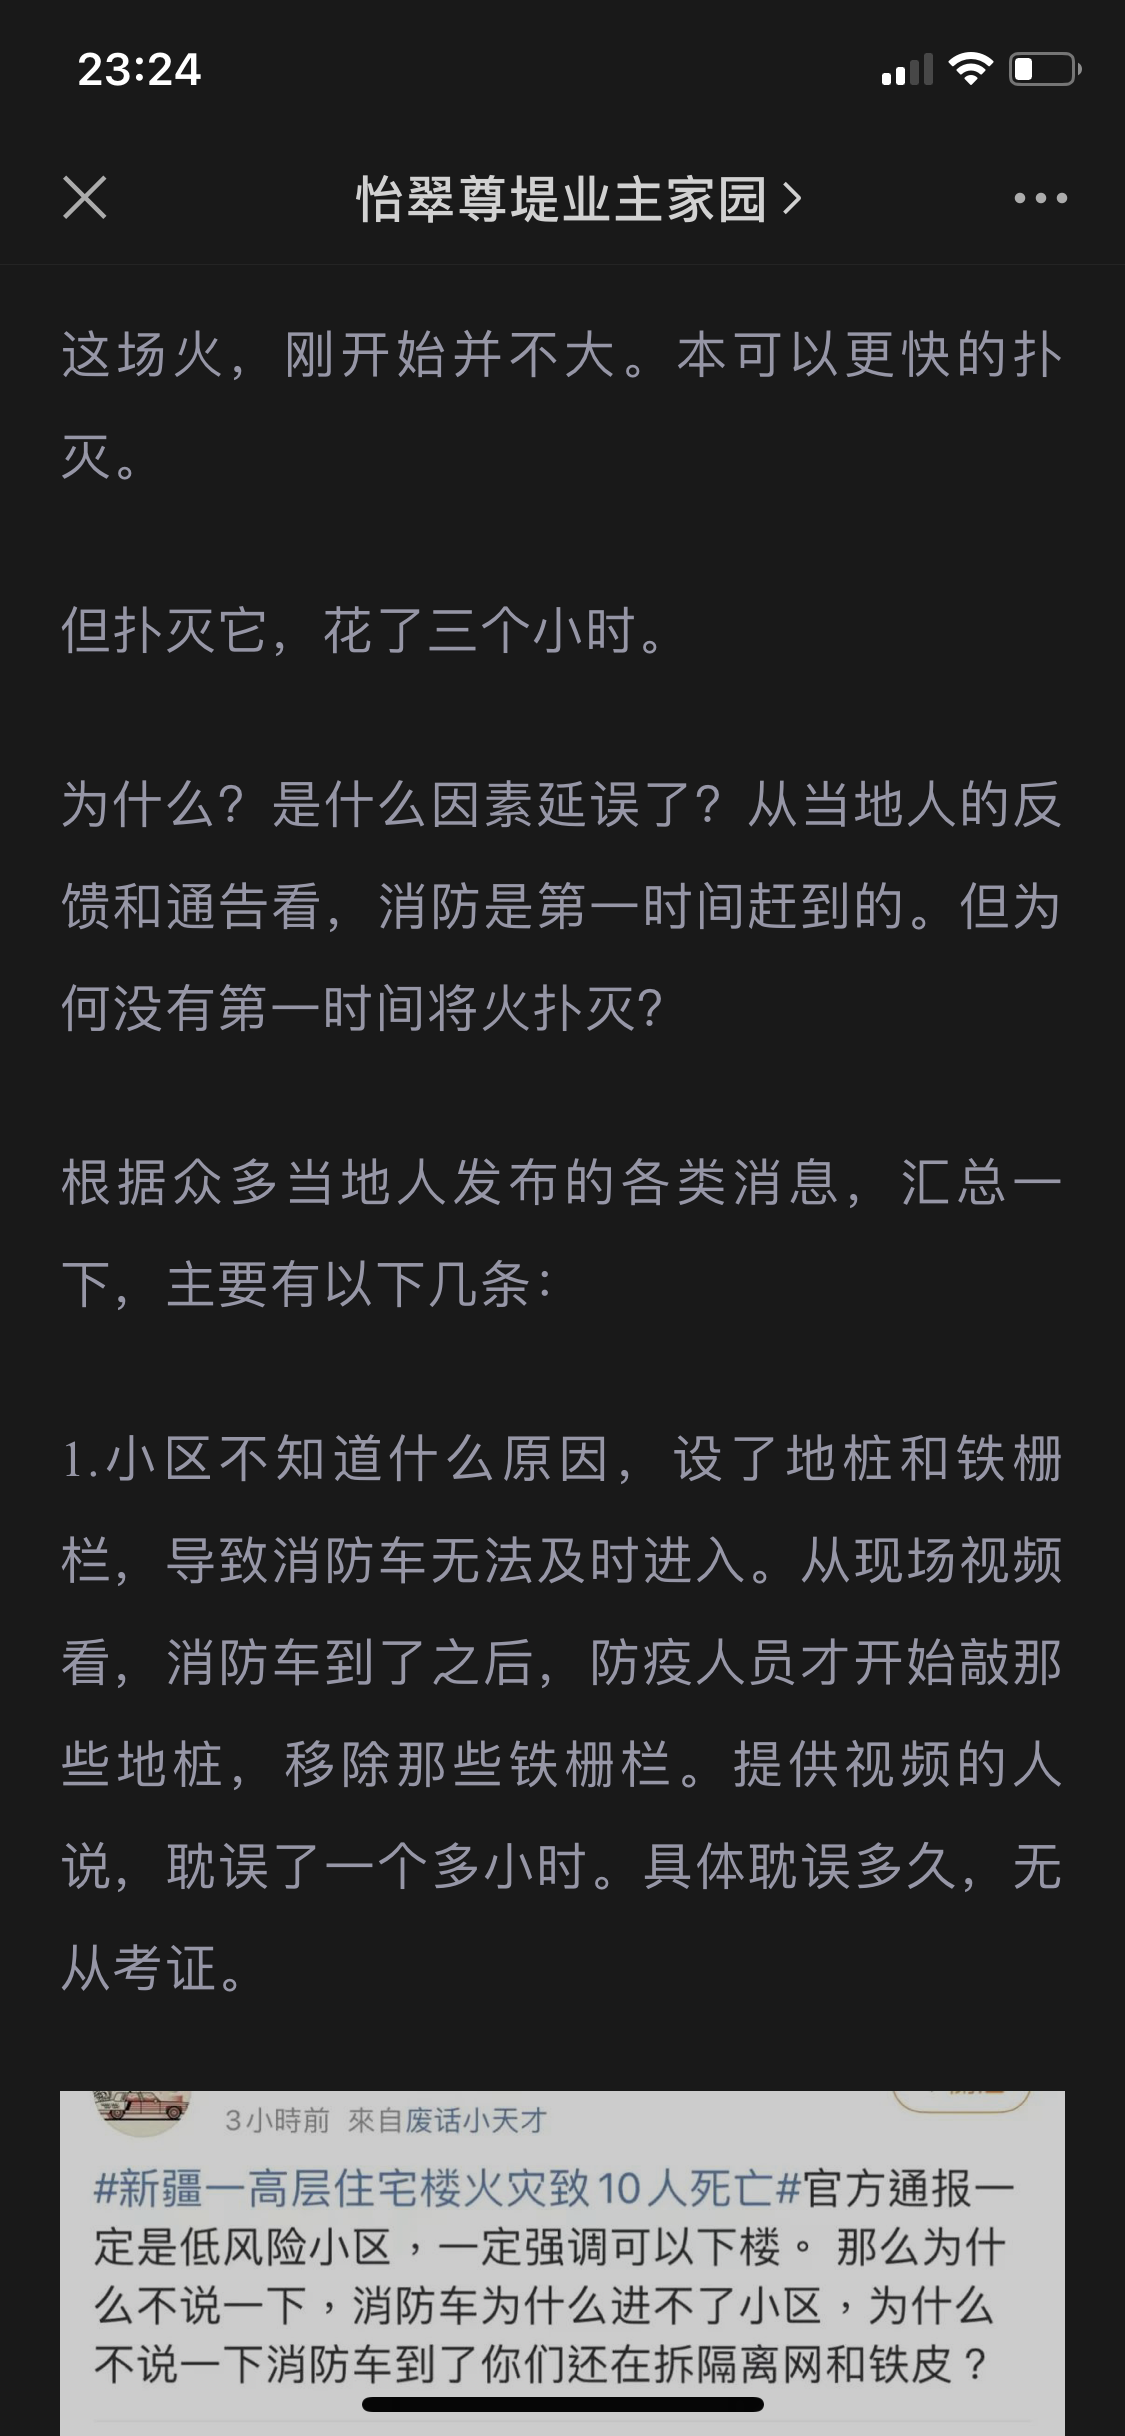 23:24
怡翠尊堤业主家园
这场火，刚开始并不大。本可以更快的扑
灭。
但扑灭它，花了三个小时。
为什么？是什么因素延误了？从当地人的反
馈和通告看，消防是第一时间赶到的。但为
何没有第一时间将火扑灭？
根据众多当地人发布的各类消息，汇总一
下，主要有以下几条：
1.小区不知道什么原因，设了地桩和铁栅
栏，导致消防车无法及时进入。从现场视频
看，消防车到了之后，防疫人员才开始敲那
些地桩，移除那些铁栅栏。提供视频的人
说，耽误了一个多小时。具体耽误多久，无
从考证。
3小時前 來自废话小天才
#新疆一高层住宅楼火灾致10人死亡#官方通报一
定是低风险小区，一定强调可以下楼。 那么为什
么不说一下，消防车为什么进不了小区，为什么
不说一下消防车到了你们还在拆隔离网和铁皮？